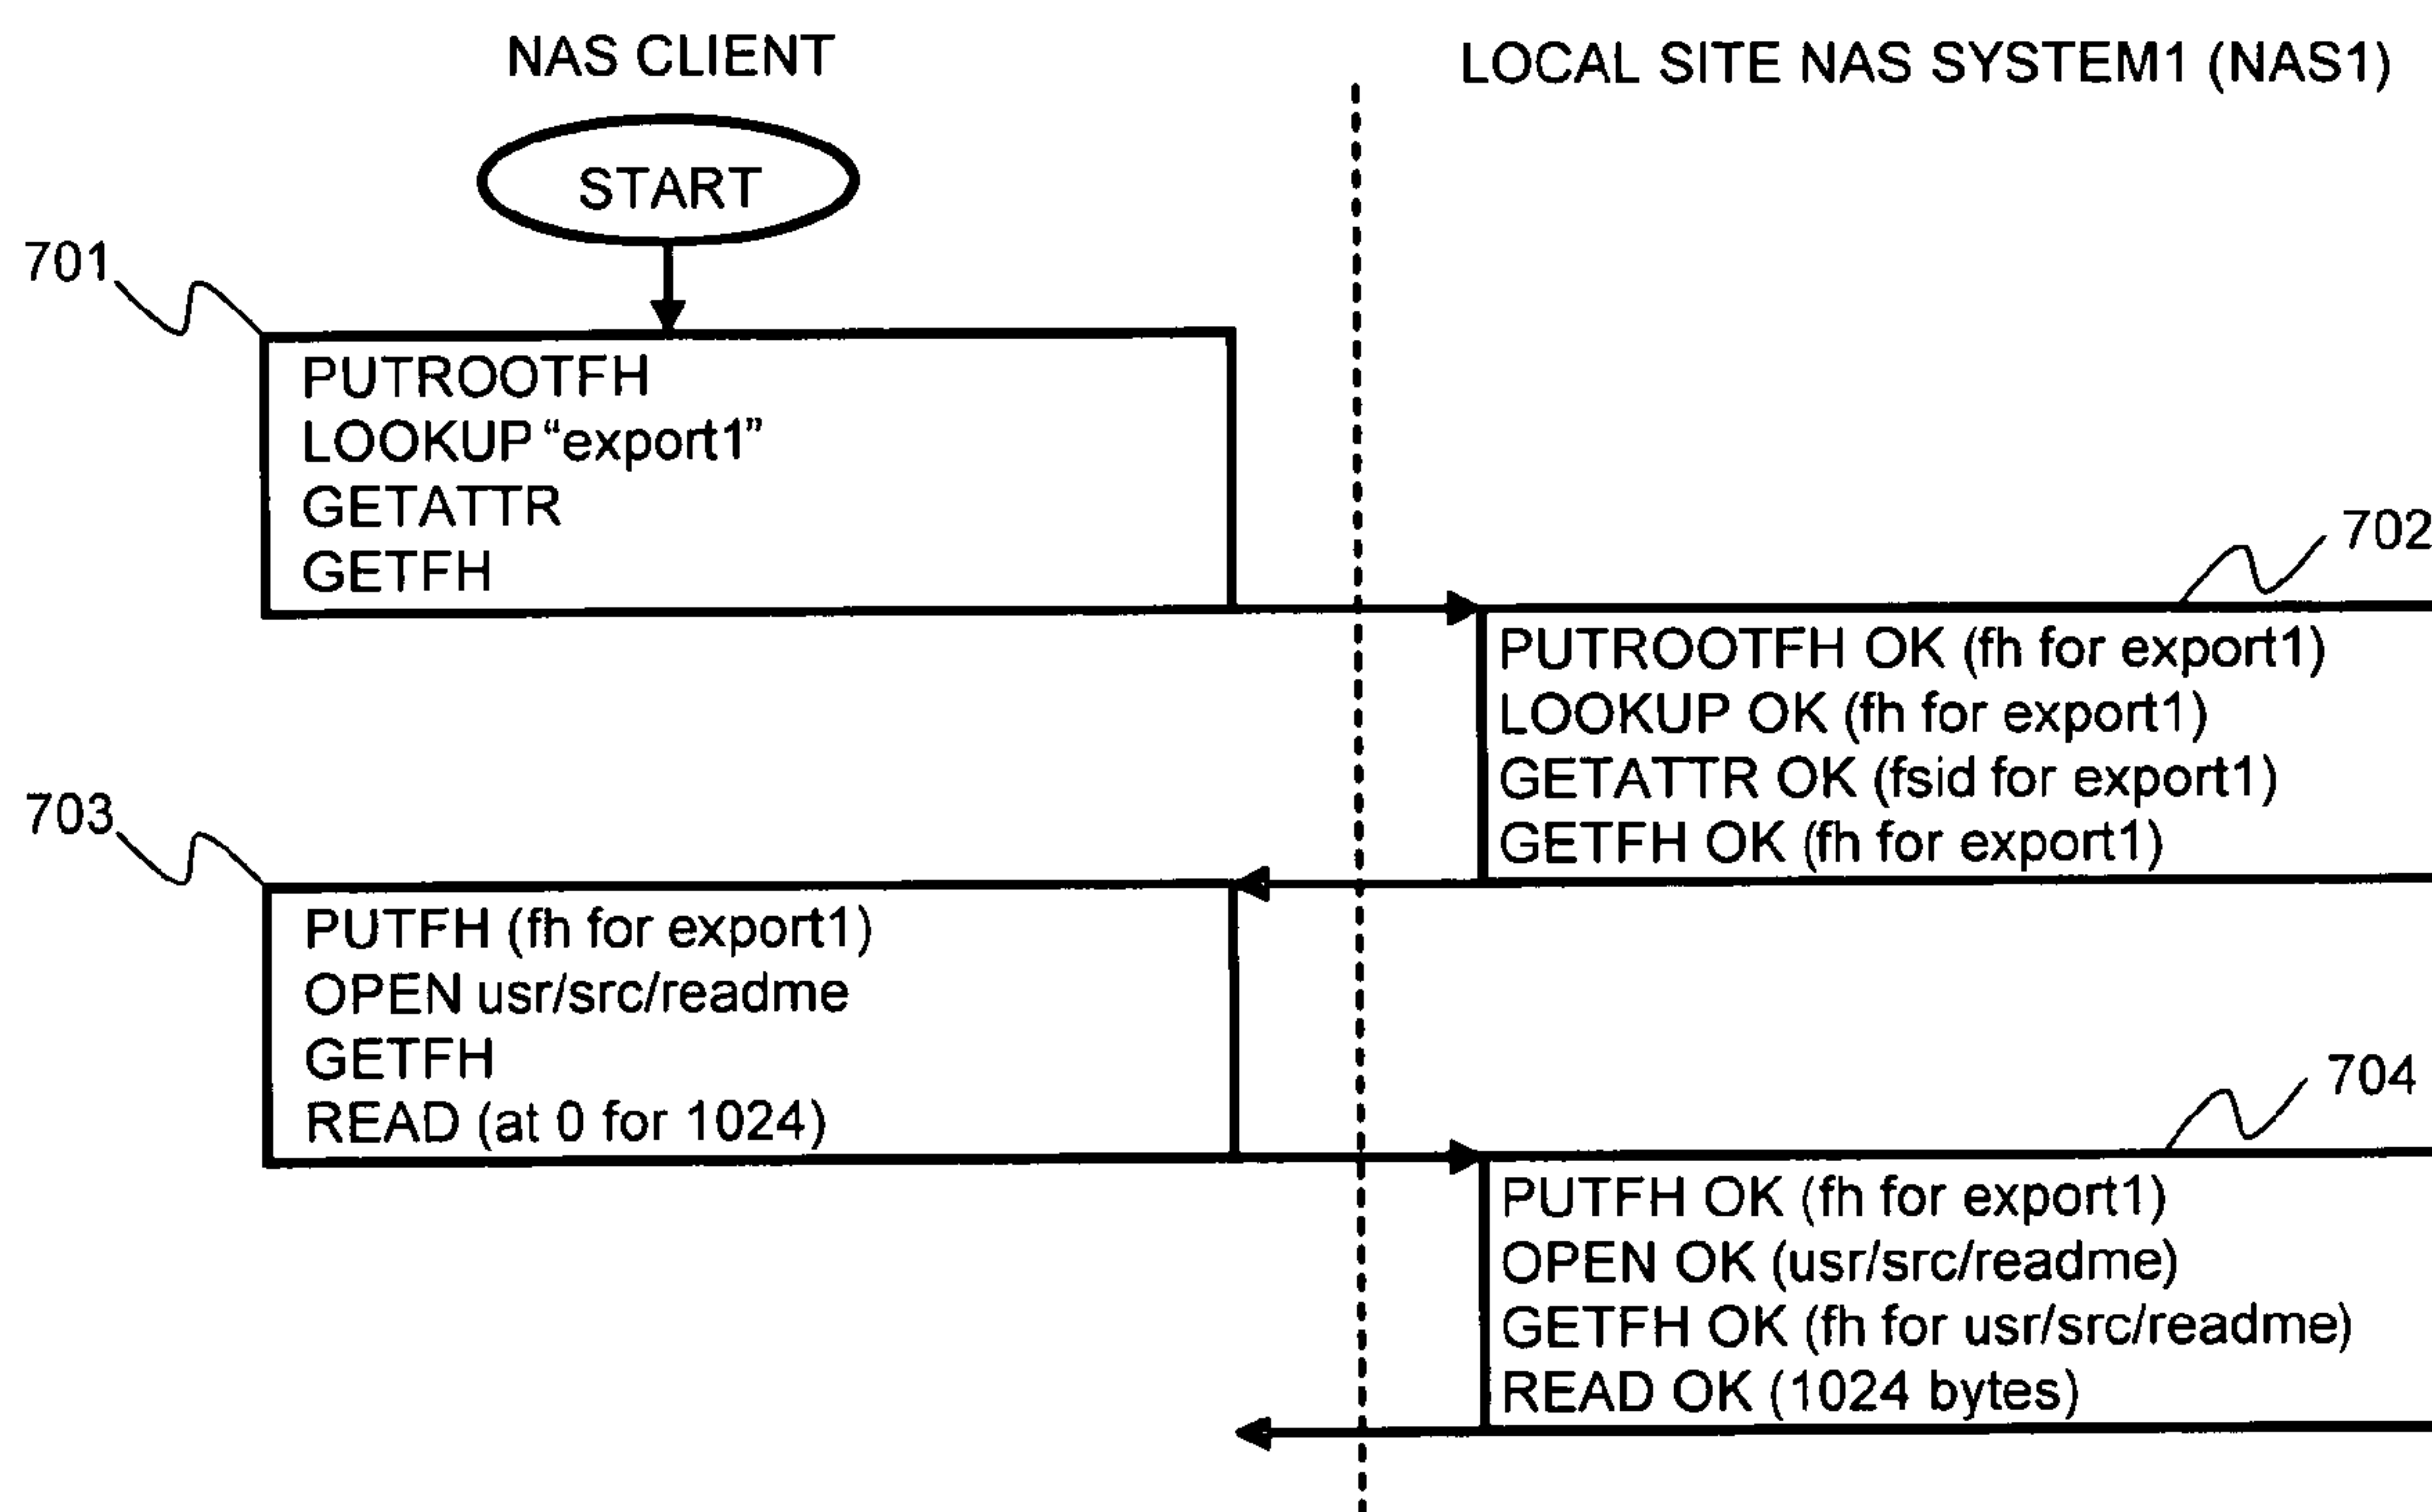 NAS CLIENT
LOCAL SITE NAS SYSTEM1 (NAS1)
START
701
PUTROOTFH
LOOKUP “export1”
GETATTR
GETFH
702
PUTROOTFH OK (fh for export1)
LOOKUP OK (fh for export1)
GETATTR OK (fsid for export1)
GETFH OK (fh for export1)
703
PUTFH (fh for export1)
OPEN usr/src/readme
GETFH
READ (at 0 for 1024)
704
PUTFH OK (fh for export1)
OPEN OK (usr/src/readme)
GETFH OK (fh for usr/src/readme)
READ OK (1024 bytes)